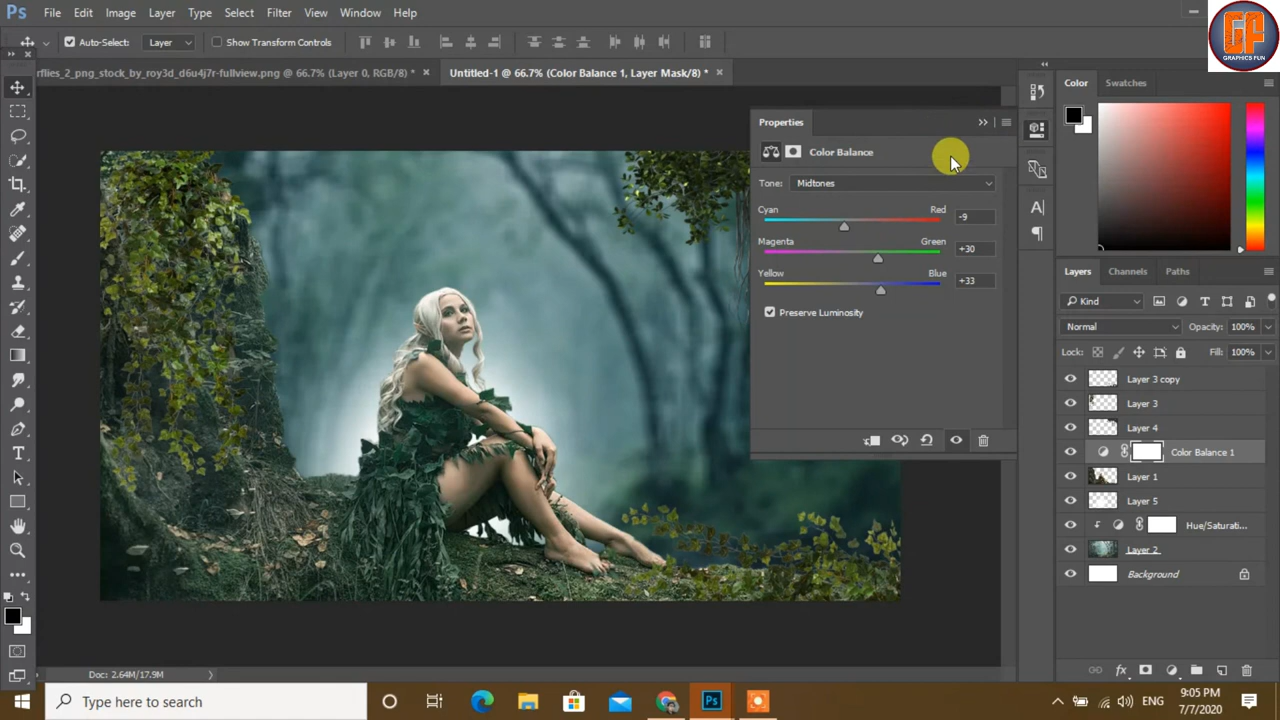 Ps File Edit Image Layer Type Select Filter View Window Help
GF
GRAPHICS FUN
Auto-Select: Layer Show Transform Controls
rflies_2_png_stock_by_roy3d_d6u4j7r-fullview.png @ 66.7% (Layer 0, RGB/8) * × Untitled-1 @ 66.7% (Color Balance 1, Layer Mask/8) * ×
Color Swatches
Properties
Color Balance
Tone: Midtones
Cyan Red -9
Magenta Green +30
Yellow Blue +33
Preserve Luminosity
Layers Channels Paths
Kind
Normal Opacity: 100%
Lock: Fill: 100%
Layer 3 copy
Layer 3
Layer 4
Color Balance 1
Layer 1
Layer 5
Hue/Saturati...
Layer 2
Background
Doc: 2.64M/17.9M
Type here to search
ENG
9:05 PM
7/7/2020